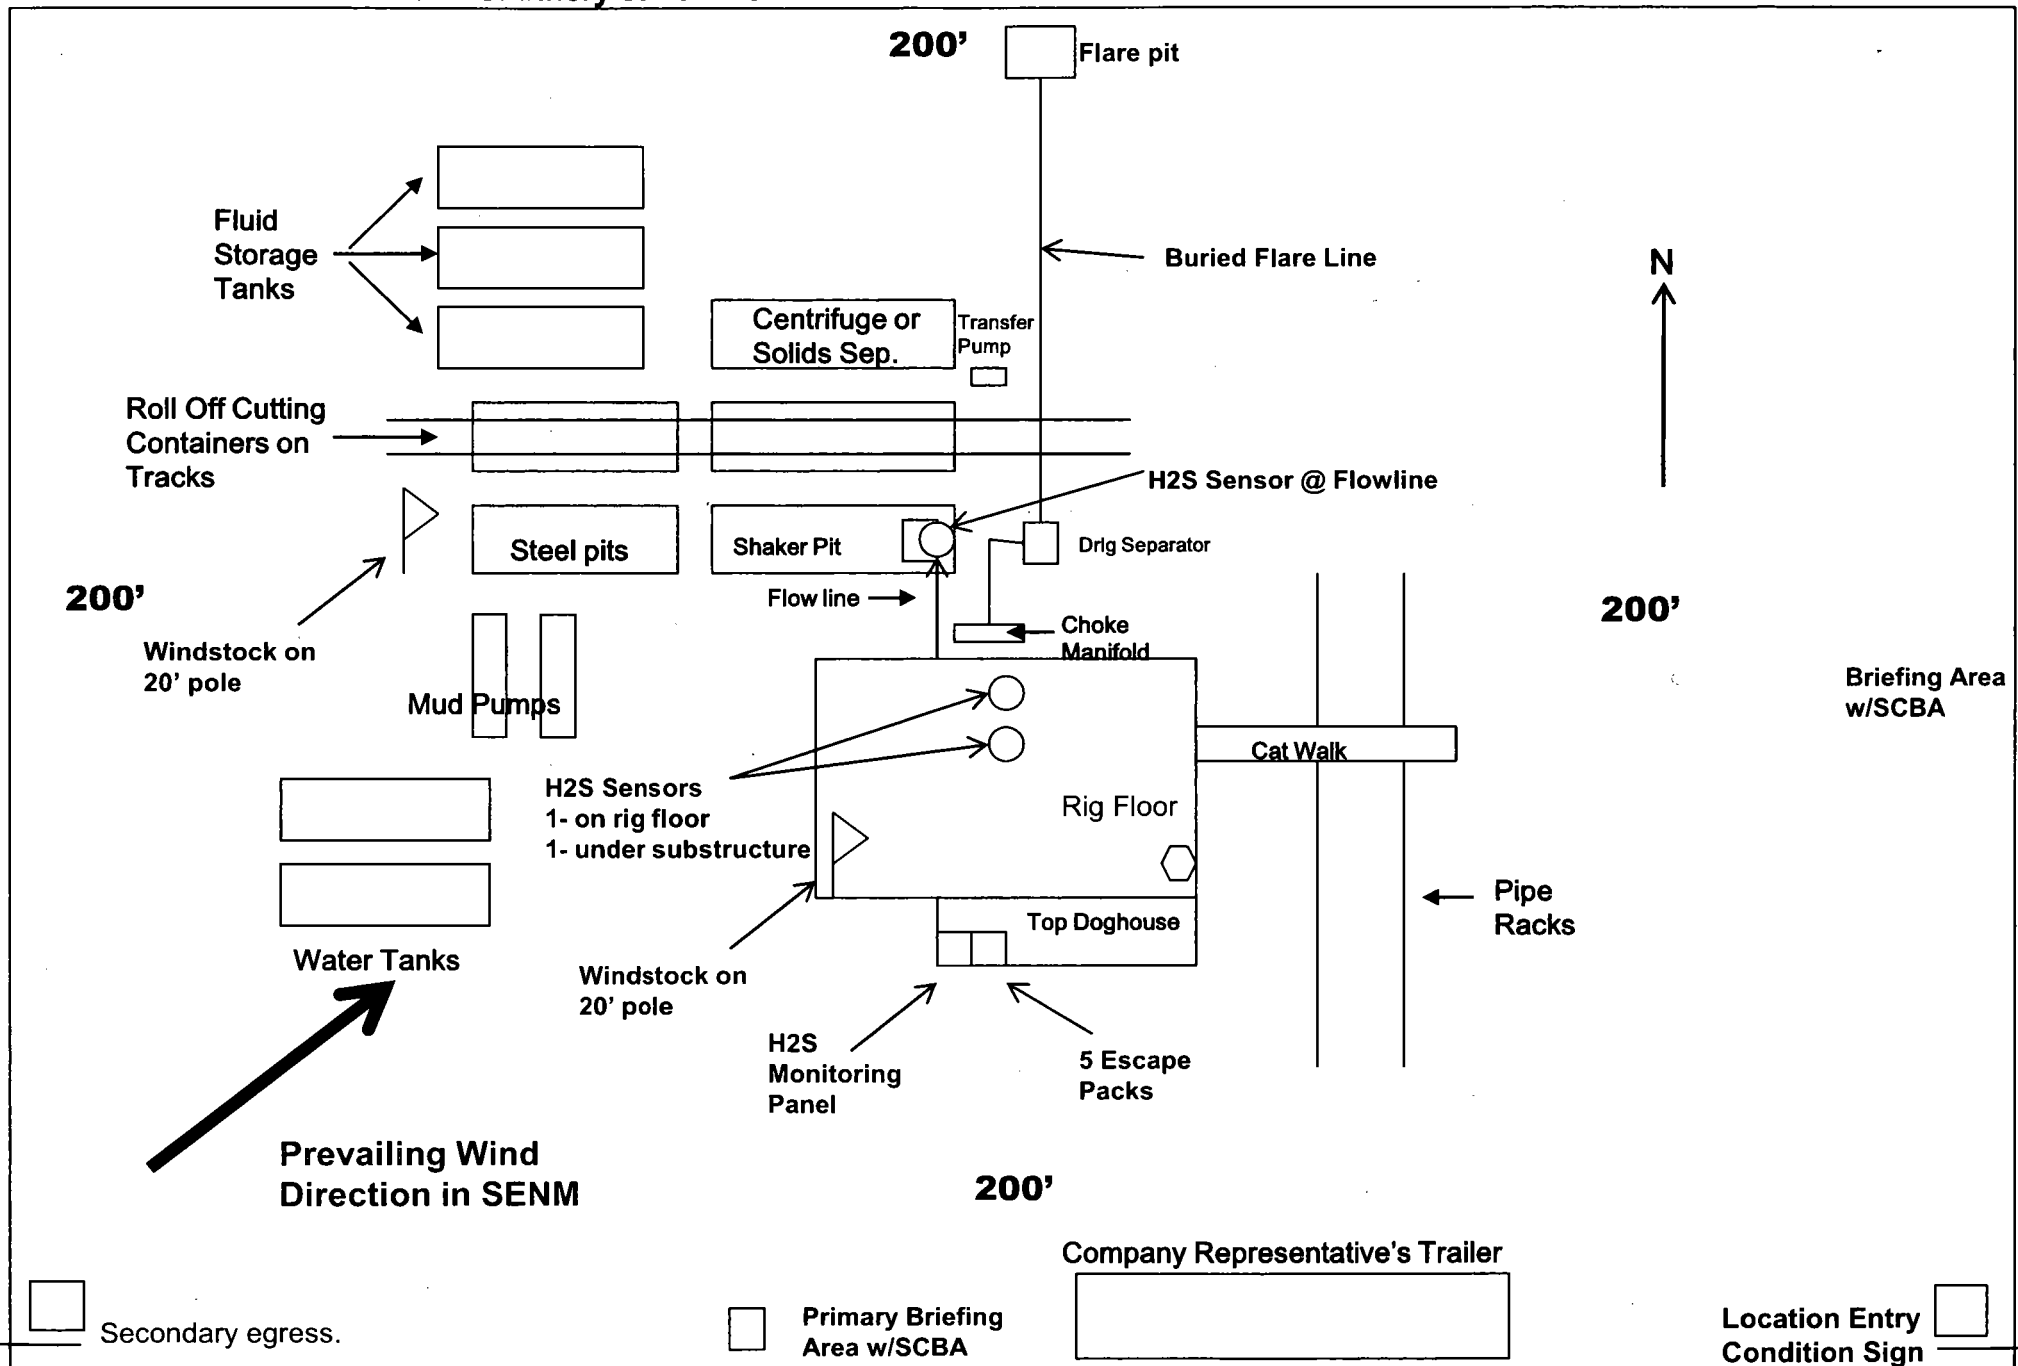 200’
Flare pit
Fluid
Storage
Tanks
Buried Flare Line
N
Centrifuge or
Solids Sep.
Transfer
Pump
Roll Off Cutting
Containers on
Tracks
H2S Sensor @ Flowline
Steel pits
Shaker Pit
Drlg Separator
200’
Flow line
200’
Choke
Manifold
Windstock on
20’ pole
Briefing Area
w/SCBA
Mud Pumps
Cat Walk
H2S Sensors
1- on rig floor
1- under substructure
Rig Floor
Pipe
Racks
Top Doghouse
Water Tanks
Windstock on
20’ pole
H2S
Monitoring
Panel
5 Escape
Packs
Prevailing Wind
Direction in SENM
200’
Company Representative's Trailer
Secondary egress.
Primary Briefing
Area w/SCBA
Location Entry
Condition Sign